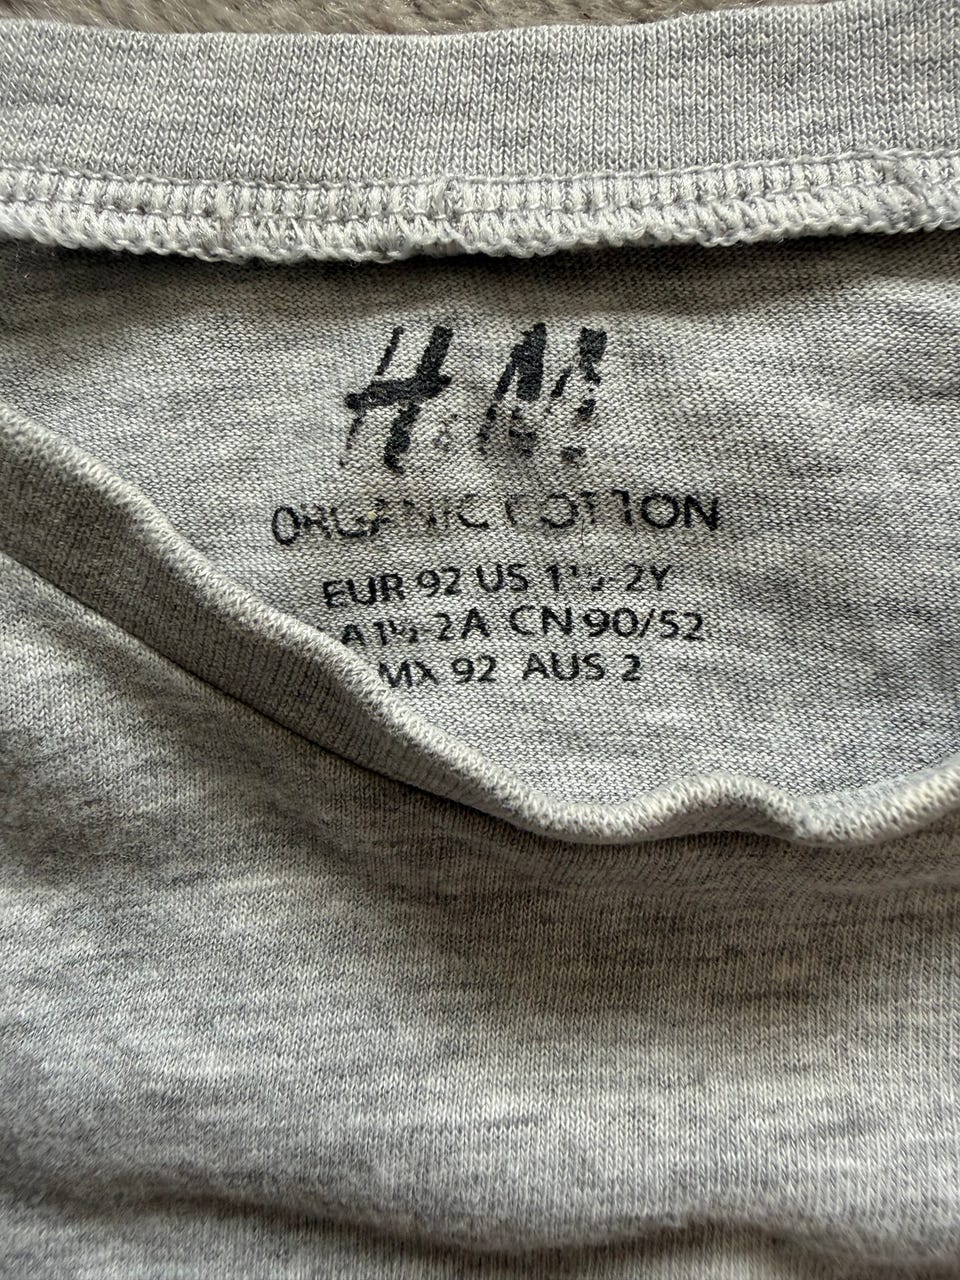 H&M
ORGANIC COTTON
EUR 92 US 1½-2Y
A 1½-2A CN 90/52
MX 92 AUS 2